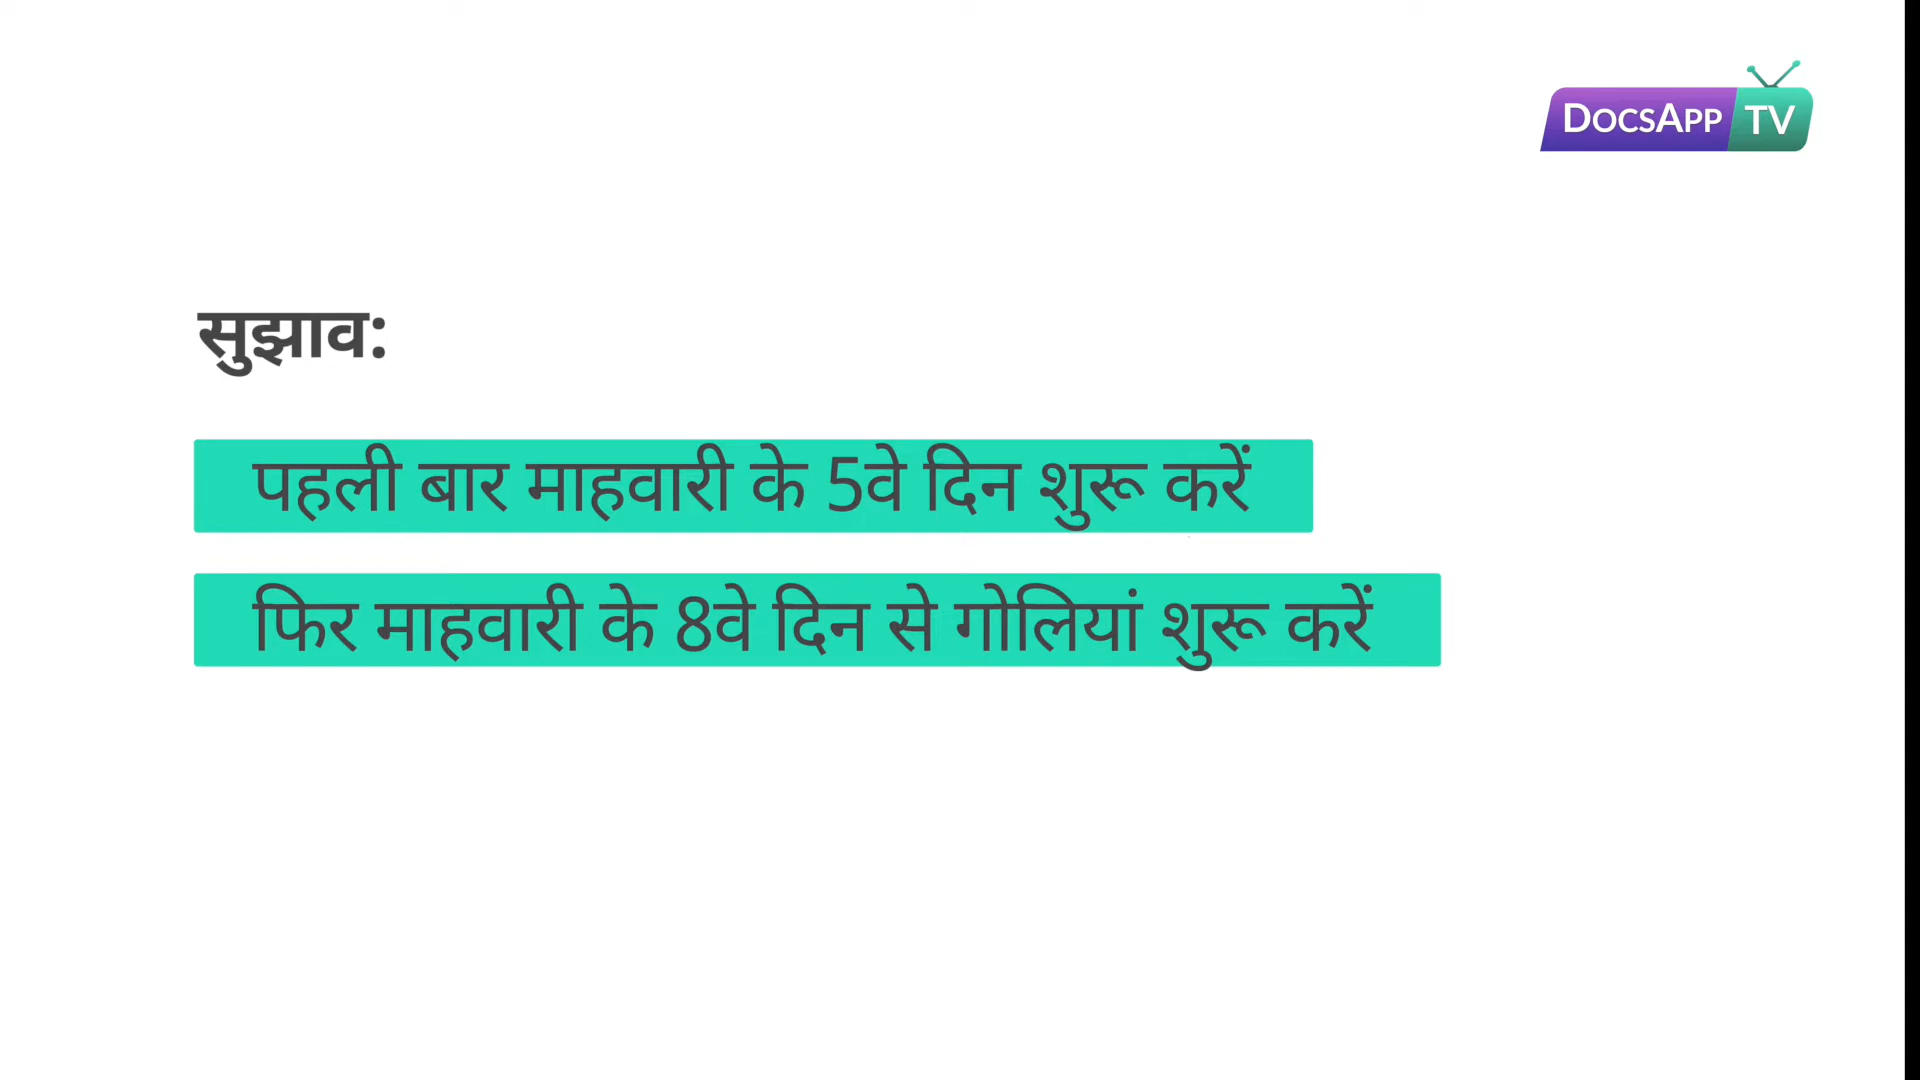 DOCSAPP TV
सुझाव:
पहली बार माहवारी के 5वे दिन शुरू करें
फिर माहवारी के 8वे दिन से गोलियां शुरू करें